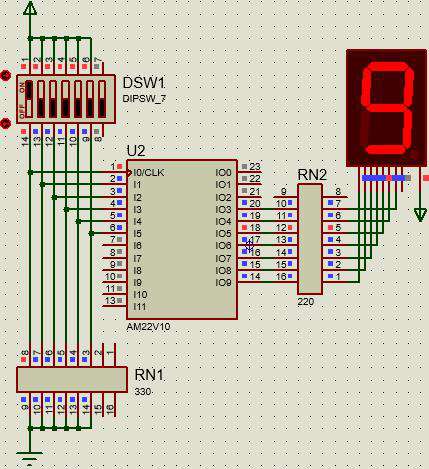 1 2 3 4 5 6 7
DSW1
OFF ON
DIPSW_7
14 13 12 11 10 9 8
9
U2
1 I0/CLK IO0 23
2 I1 IO1 22
3 I2 IO2 21
4 I3 IO3 20
5 I4 IO4 19
6 I5 IO5 18
7 I6 IO6 17
8 I7 IO7 16
9 I8 IO8 15
10 I9 IO9 14
11 I10
13 I11
AM22V10
RN2
9 8
10 7
11 6
12 5
13 4
14 3
15 2
16 1
220
8 7 6 5 4 3 2 1
RN1
330
9 10 11 12 13 14 15 16